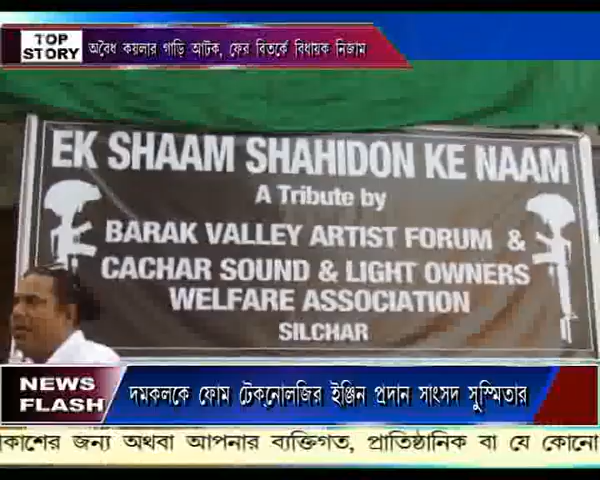 TOP STORY
অবৈধ কয়লার গাড়ি আটক, ফের বিতর্কে বিধায়ক নিজাম
EK SHAAM SHAHIDON KE NAAM
A Tribute by
BARAK VALLEY ARTIST FORUM &
CACHAR SOUND & LIGHT OWNERS
WELFARE ASSOCIATION
SILCHAR
NEWS FLASH
দমকলকে ফোম টেকনোলজির ইঞ্জিন প্রদান সাংসদ সুস্মিতার
কাশের জন্য অথবা আপনার ব্যক্তিগত, প্রাতিষ্ঠানিক বা যে কোনো